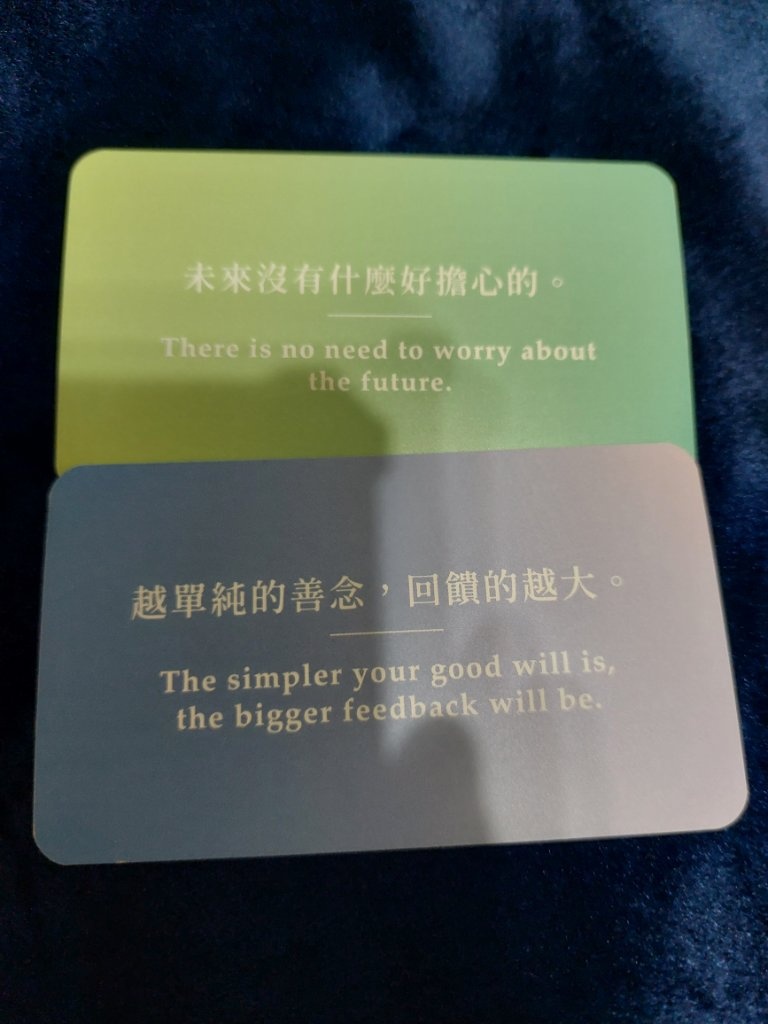 未來沒有什麼好擔心的。
There is no need to worry about
the future.
越單純的善念，回饋的越大。
The simpler your good will is,
the bigger feedback will be.